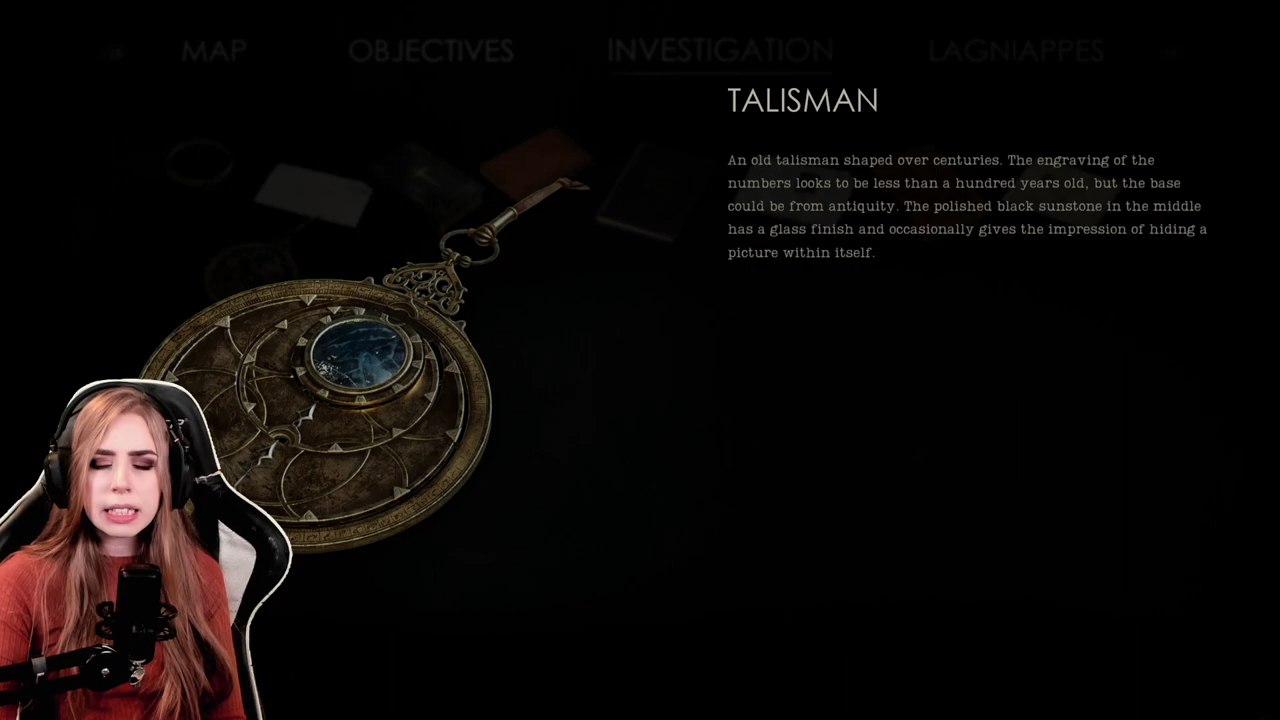 MAP OBJECTIVES INVESTIGATION LAGNIAPPES
TALISMAN
An old talisman shaped over centuries. The engraving of the
numbers looks to be less than a hundred years old, but the base
could be from antiquity. The polished black sunstone in the middle
has a glass finish and occasionally gives the impression of hiding a
picture within itself.